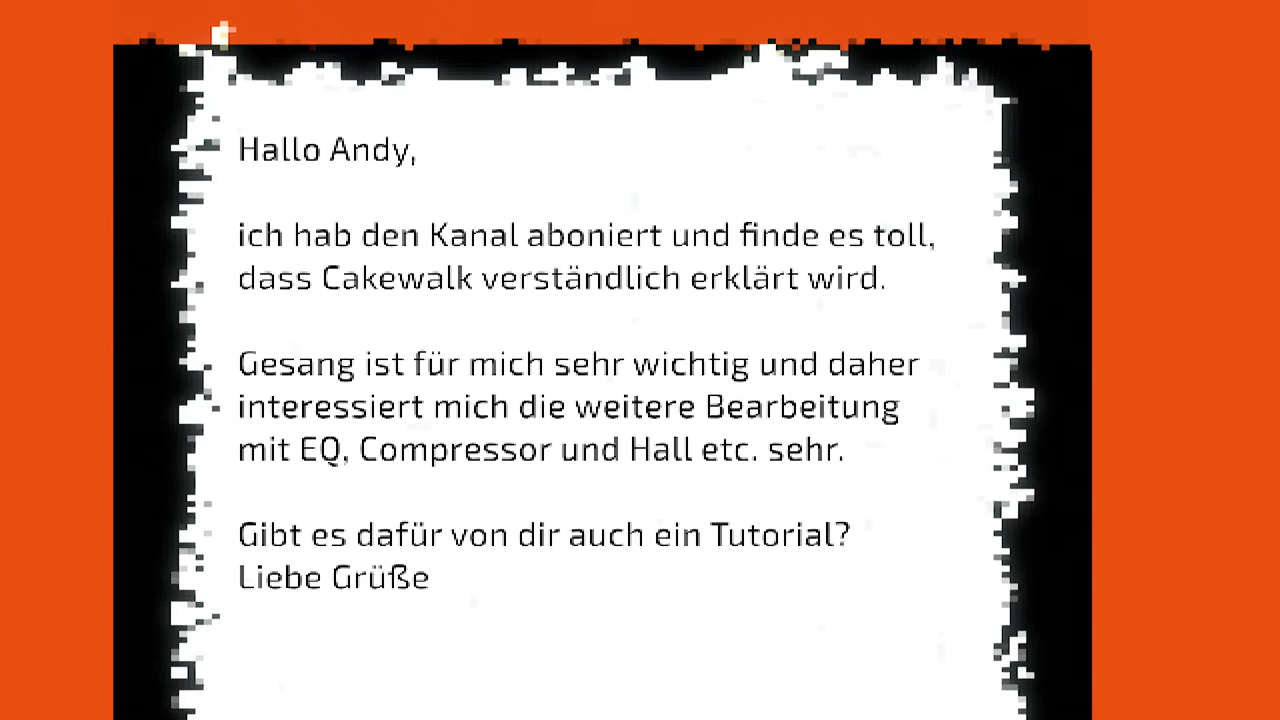 Hallo Andy,
ich hab den Kanal aboniert und finde es toll,
dass Cakewalk verständlich erklärt wird.
Gesang ist für mich sehr wichtig und daher
interessiert mich die weitere Bearbeitung
mit EQ, Compressor und Hall etc. sehr.
Gibt es dafür von dir auch ein Tutorial?
Liebe Grüße